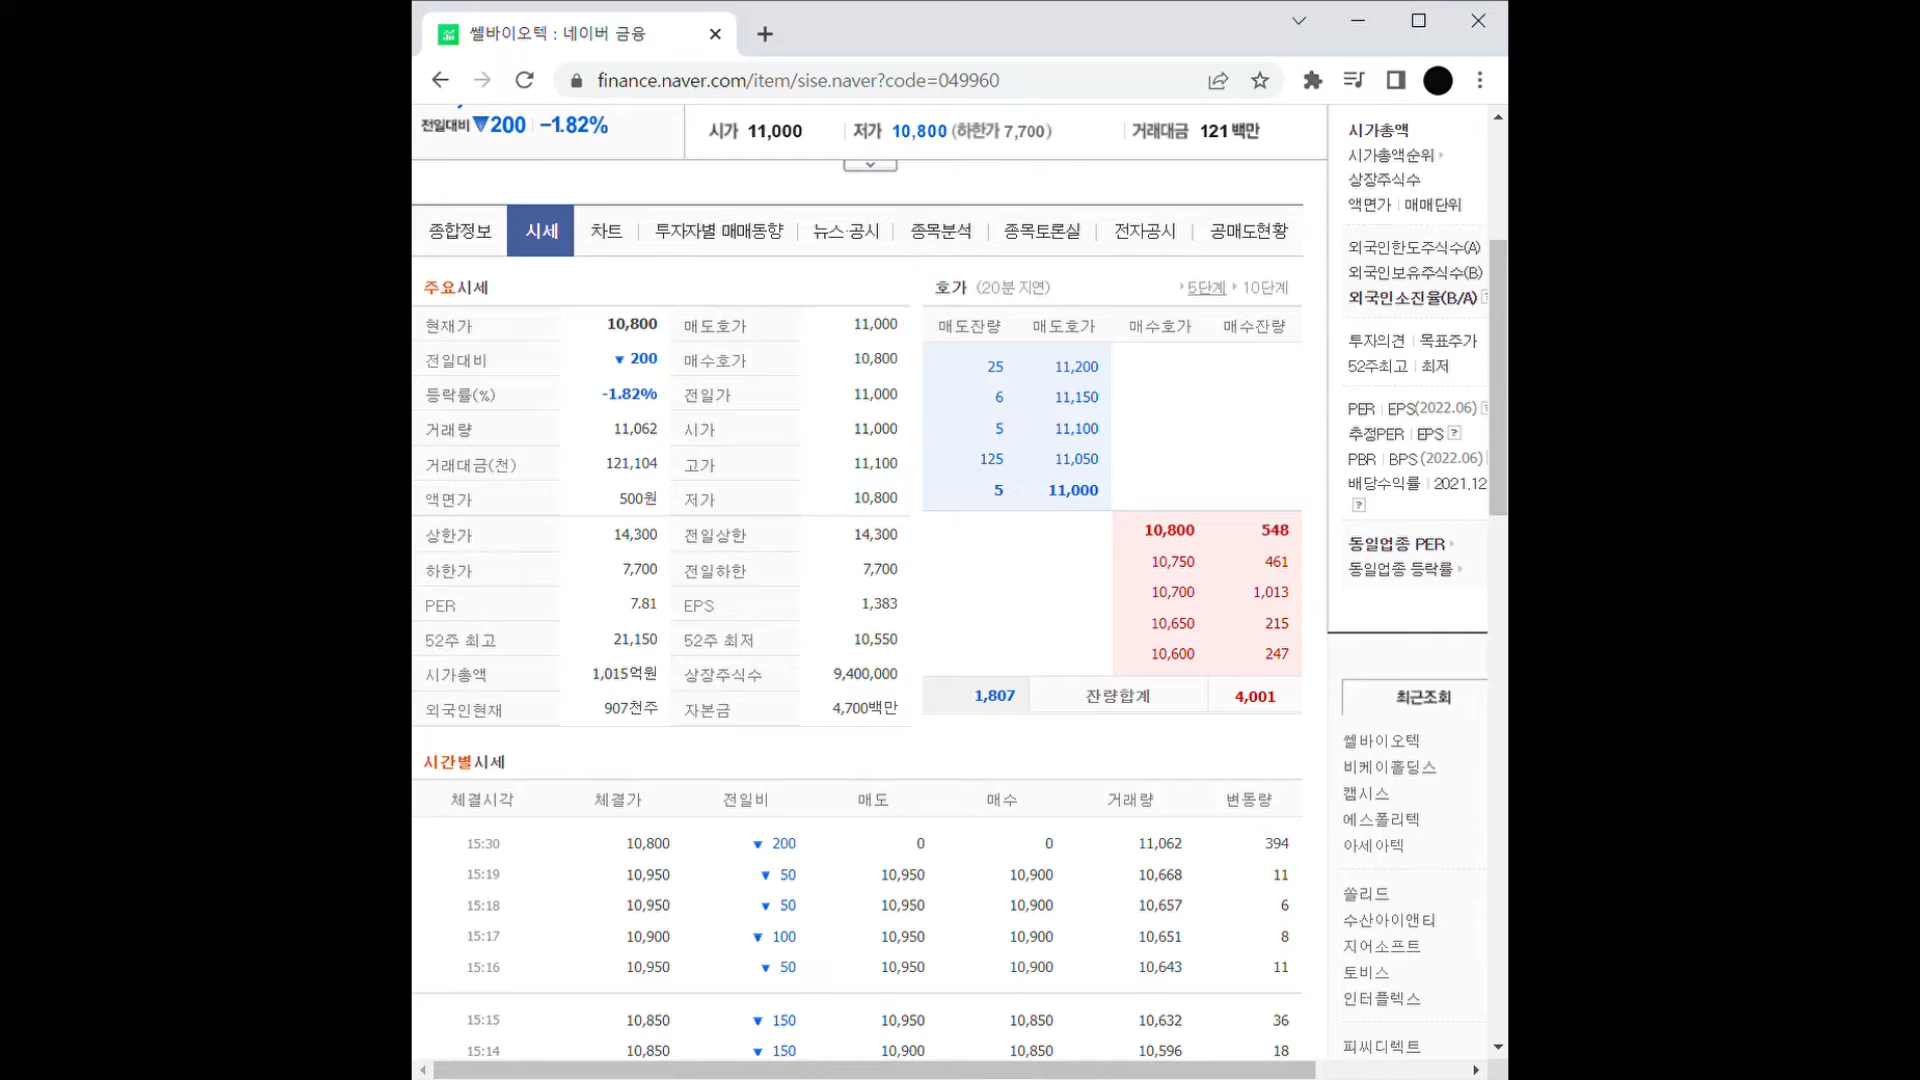 쎌바이오텍 : 네이버 금융
finance.naver.com/item/sise.naver?code=049960
전일대비 ▼200 -1.82%
시가 11,000 저가 10,800 (하한가 7,700) 거래대금 121 백만
종합정보 시세 차트 투자자별 매매동향 뉴스·공시 종목분석 종목토론실 전자공시 공매도현황
주요시세
현재가 10,800 매도호가 11,000
전일대비 ▼ 200 매수호가 10,800
등락률(%) -1.82% 전일가 11,000
거래량 11,062 시가 11,000
거래대금(천) 121,104 고가 11,100
액면가 500원 저가 10,800
상한가 14,300 전일상한 14,300
하한가 7,700 전일하한 7,700
PER 7.81 EPS 1,383
52주 최고 21,150 52주 최저 10,550
시가총액 1,015억원 상장주식수 9,400,000
외국인현재 907천주 자본금 4,700백만
호가 (20분 지연) 5단계 10단계
매도잔량 매도호가 매수호가 매수잔량
25 11,200
6 11,150
5 11,100
125 11,050
5 11,000
10,800 548
10,750 461
10,700 1,013
10,650 215
10,600 247
1,807 잔량합계 4,001
시간별시세
체결시각 체결가 전일비 매도 매수 거래량 변동량
15:30 10,800 ▼ 200 0 0 11,062 394
15:19 10,950 ▼ 50 10,950 10,900 10,668 11
15:18 10,950 ▼ 50 10,950 10,900 10,657 6
15:17 10,900 ▼ 100 10,950 10,900 10,651 8
15:16 10,950 ▼ 50 10,950 10,900 10,643 11
15:15 10,850 ▼ 150 10,950 10,850 10,632 36
15:14 10,850 ▼ 150 10,900 10,850 10,596 18
시가총액
시가총액순위
상장주식수
액면가 매매단위
외국인한도주식수(A)
외국인보유주식수(B)
외국인소진율(B/A) ?
투자의견 목표주가
52주최고 최저
PER EPS(2022.06) ?
추정PER EPS ?
PBR BPS (2022.06)
배당수익률 2021.12
?
동일업종 PER
동일업종 등락률
최근조회
쎌바이오텍
비케이홀딩스
캠시스
에스폴리텍
아세아텍
쏠리드
수산아이앤티
지어소프트
토비스
인터플렉스
피씨디렉트